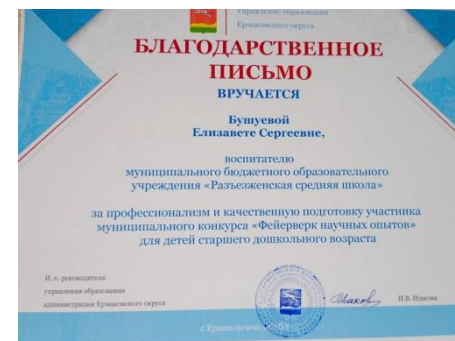 Управление образования
Ермаковского округа
БЛАГОДАРСТВЕННОЕ
ПИСЬМО
ВРУЧАЕТСЯ
Бушуевой
Елизавете Сергеевне,
воспитателю
муниципального бюджетного образовательного
учреждения «Разъезженская средняя школа»
за профессионализм и качественную подготовку участника
муниципального конкурса «Фейерверк научных опытов»
для детей старшего дошкольного возраста
И. о. руководителя
управления образования
администрации Ермаковского округа
И.В. Исакова
с Ермаковское,